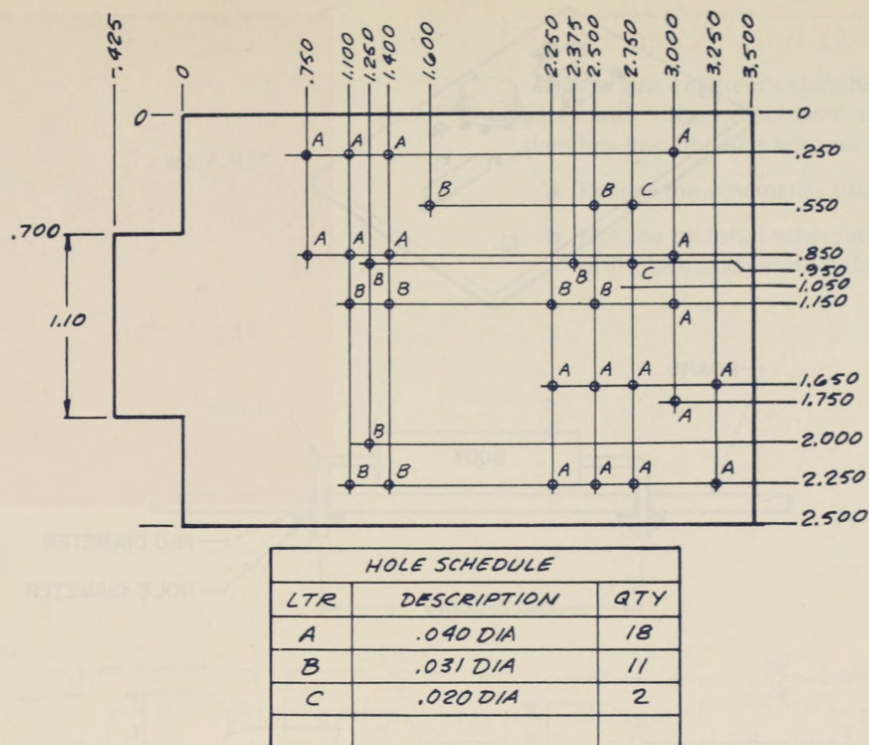 -.425 0 .750 1.100 1.250 1.400 1.600 2.250 2.375 2.500 2.750 3.000 3.250 3.500
0 0
A A A A .250
B B C .550
.700
A A A A .850
B B C .950
1.050
B B B B A 1.150
1.10
A A A A 1.650
A 1.750
B 2.000
B B A A A A 2.250
2.500
HOLE SCHEDULE
LTR DESCRIPTION QTY
A .040 DIA 18
B .031 DIA 11
C .020 DIA 2